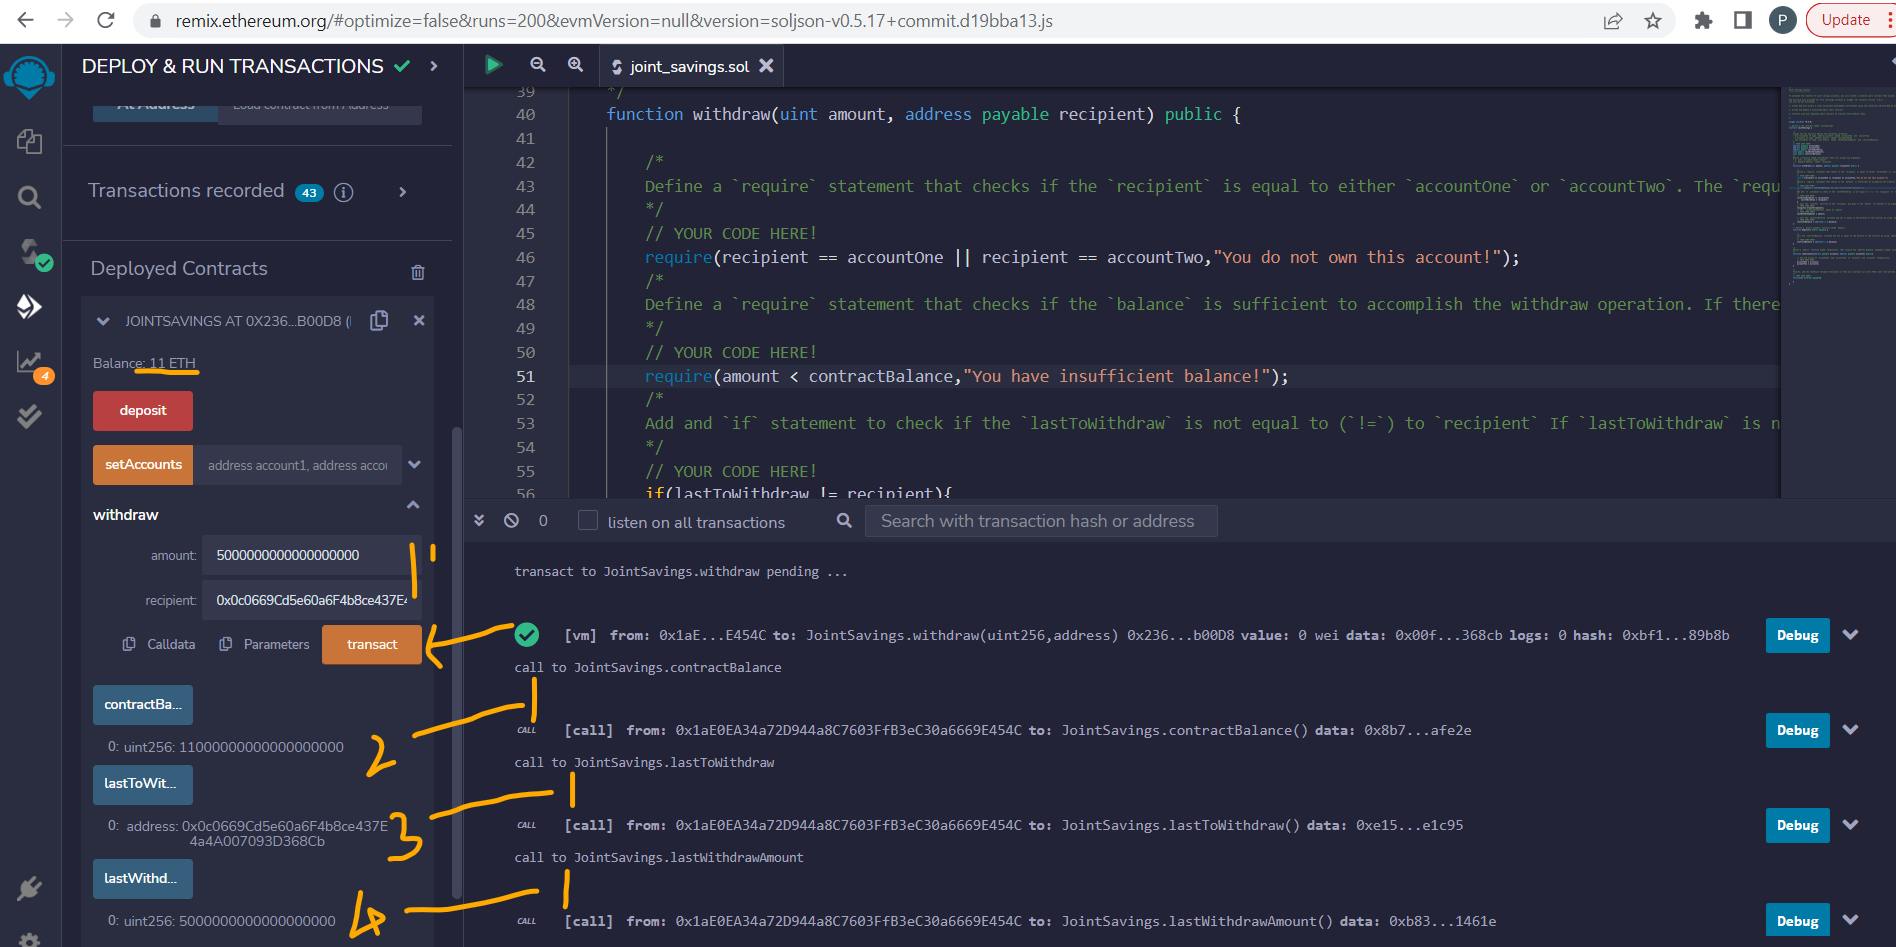 remix.ethereum.org/#optimize=false&runs=200&evmVersion=null&version=soljson-v0.5.17+commit.d19bba13.js
P
Update
DEPLOY & RUN TRANSACTIONS
At Address
Load contract from Address
Transactions recorded 43 i
Deployed Contracts
JOINTSAVINGS AT 0X236...B00D8 (
Balance: 11 ETH
deposit
setAccounts
address account1, address accou
withdraw
amount:
5000000000000000000
recipient:
0x0c0669Cd5e60a6F4b8ce437E4
Calldata
Parameters
transact
contractBa...
0: uint256: 11000000000000000000
lastToWit...
0: address: 0x0c0669Cd5e60a6F4b8ce437E
4a4A007093D368Cb
lastWithd...
0: uint256: 5000000000000000000
4
1
2
3
4
joint_savings.sol
39 */
40 function withdraw(uint amount, address payable recipient) public {
41
42 /*
43 Define a `require` statement that checks if the `recipient` is equal to either `accountOne` or `accountTwo`. The `requ
44 */
45 // YOUR CODE HERE!
46 require(recipient == accountOne || recipient == accountTwo,"You do not own this account!");
47 /*
48 Define a `require` statement that checks if the `balance` is sufficient to accomplish the withdraw operation. If there
49 */
50 // YOUR CODE HERE!
51 require(amount < contractBalance,"You have insufficient balance!");
52 /*
53 Add and `if` statement to check if the `lastToWithdraw` is not equal to (`!=`) to `recipient` If `lastToWithdraw` is n
54 */
55 // YOUR CODE HERE!
56 if(lastToWithdraw != recipient){
0
listen on all transactions
Search with transaction hash or address
transact to JointSavings.withdraw pending ...
[vm] from: 0x1aE...E454C to: JointSavings.withdraw(uint256,address) 0x236...b00D8 value: 0 wei data: 0x00f...368cb logs: 0 hash: 0xbf1...89b8b
Debug
call to JointSavings.contractBalance
CALL [call] from: 0x1aE0EA34a72D944a8C7603FfB3eC30a6669E454C to: JointSavings.contractBalance() data: 0x8b7...afe2e
Debug
call to JointSavings.lastToWithdraw
CALL [call] from: 0x1aE0EA34a72D944a8C7603FfB3eC30a6669E454C to: JointSavings.lastToWithdraw() data: 0xe15...e1c95
Debug
call to JointSavings.lastWithdrawAmount
CALL [call] from: 0x1aE0EA34a72D944a8C7603FfB3eC30a6669E454C to: JointSavings.lastWithdrawAmount() data: 0xb83...1461e
Debug